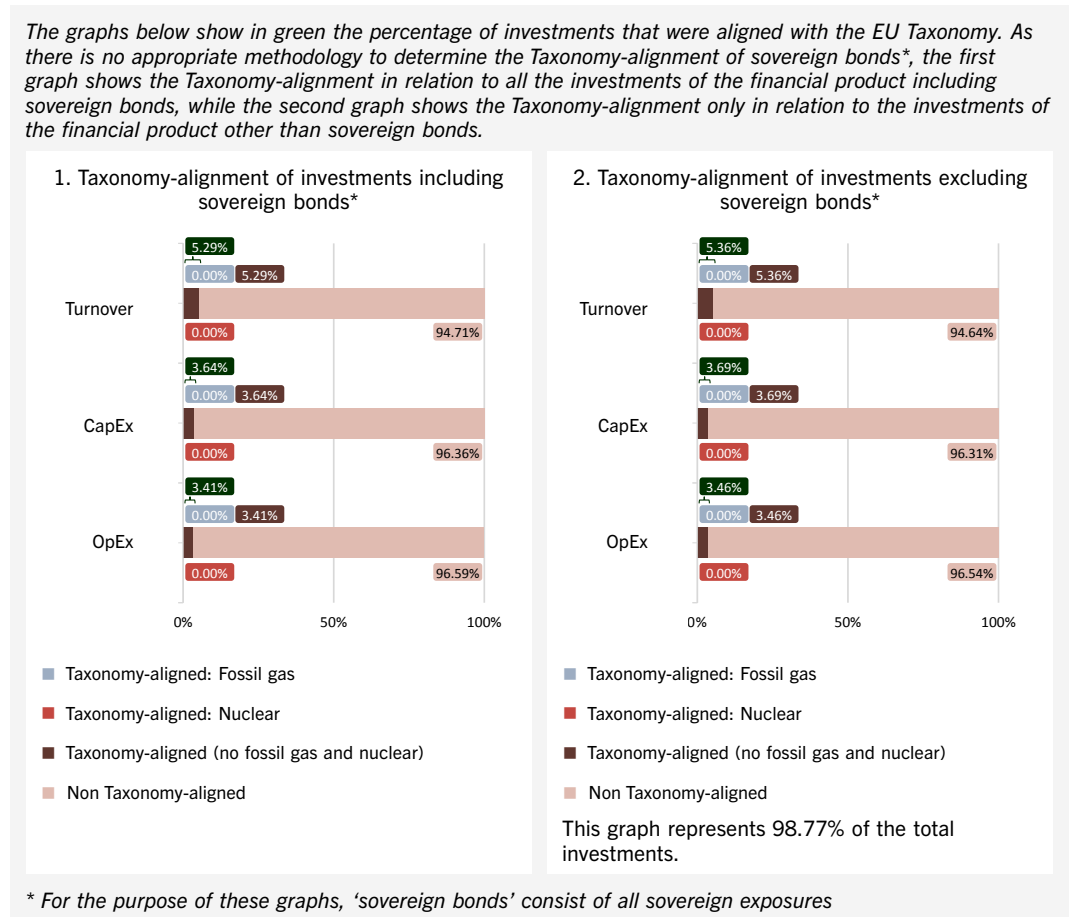 The graphs below show in green the percentage of investments that were aligned with the EU Taxonomy. As
there is no appropriate methodology to determine the Taxonomy-alignment of sovereign bonds*, the first
graph shows the Taxonomy-alignment in relation to all the investments of the financial product including
sovereign bonds, while the second graph shows the Taxonomy-alignment only in relation to the investments of
the financial product other than sovereign bonds.
1. Taxonomy-alignment of investments including
sovereign bonds*
5.29%
0.00% 5.29%
Turnover
0.00% 94.71%
3.64%
0.00% 3.64%
CapEx
0.00% 96.36%
3.41%
0.00% 3.41%
OpEx
0.00% 96.59%
0% 50% 100%
Taxonomy-aligned: Fossil gas
Taxonomy-aligned: Nuclear
Taxonomy-aligned (no fossil gas and nuclear)
Non Taxonomy-aligned
2. Taxonomy-alignment of investments excluding
sovereign bonds*
5.36%
0.00% 5.36%
Turnover
0.00% 94.64%
3.69%
0.00% 3.69%
CapEx
0.00% 96.31%
3.46%
0.00% 3.46%
OpEx
0.00% 96.54%
0% 50% 100%
Taxonomy-aligned: Fossil gas
Taxonomy-aligned: Nuclear
Taxonomy-aligned (no fossil gas and nuclear)
Non Taxonomy-aligned
This graph represents 98.77% of the total
investments.
* For the purpose of these graphs, ‘sovereign bonds’ consist of all sovereign exposures